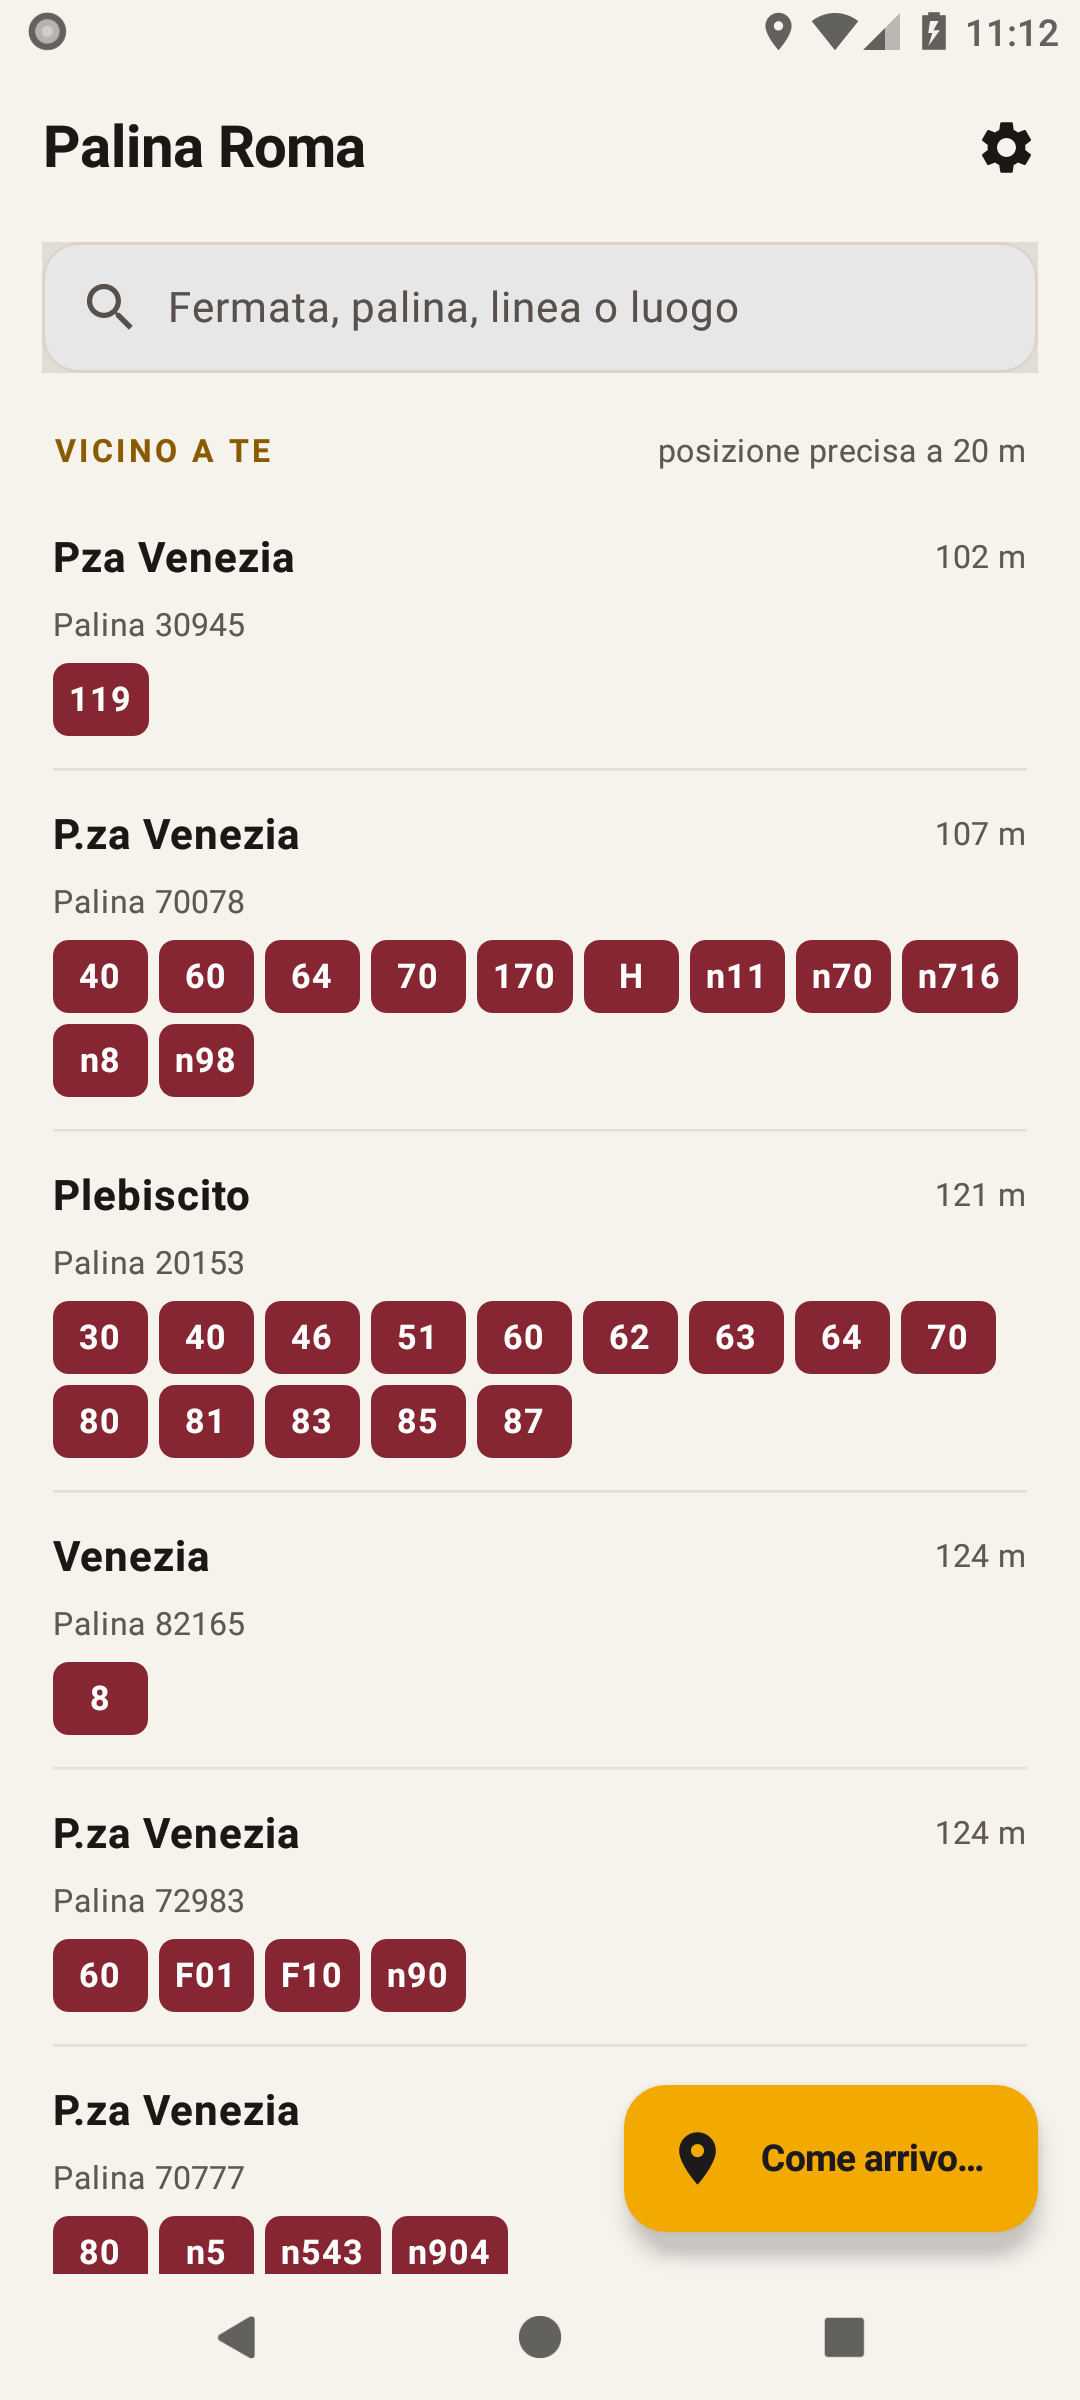 11:12
Palina Roma
Fermata, palina, linea o luogo
VICINO A TE posizione precisa a 20 m
Pza Venezia 102 m
Palina 30945
119
P.za Venezia 107 m
Palina 70078
40 60 64 70 170 H n11 n70 n716
n8 n98
Plebiscito 121 m
Palina 20153
30 40 46 51 60 62 63 64 70
80 81 83 85 87
Venezia 124 m
Palina 82165
8
P.za Venezia 124 m
Palina 72983
60 F01 F10 n90
P.za Venezia
Palina 70777
80 n5 n543 n904
Come arrivo…